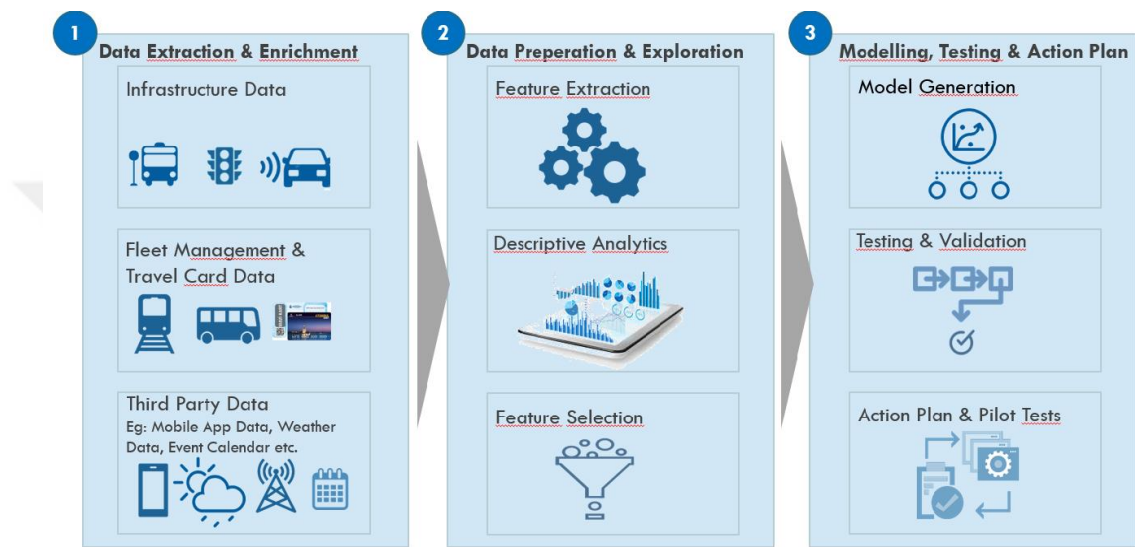 1
Data Extraction & Enrichment
Infrastructure Data
Fleet Management &
Travel Card Data
Third Party Data
Eg: Mobile App Data, Weather
Data, Event Calendar etc.
2
Data Preperation & Exploration
Feature Extraction
Descriptive Analytics
Feature Selection
3
Modelling, Testing & Action Plan
Model Generation
Testing & Validation
Action Plan & Pilot Tests